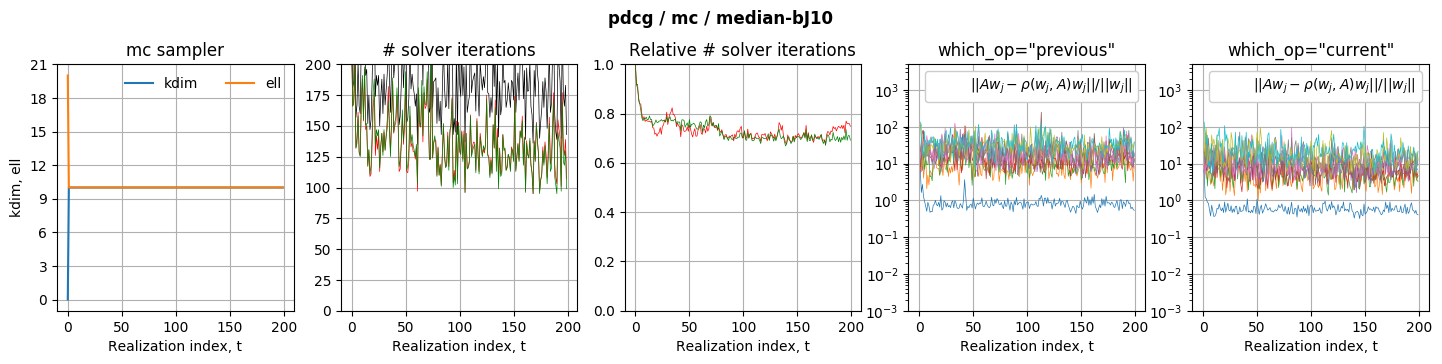 pdcg / mc / median-bJ10
mc sampler
kdim, ell
21
18
15
12
9
6
3
0
kdim
ell
0 50 100 150 200
Realization index, t
# solver iterations
200
175
150
125
100
75
50
25
0
0 50 100 150 200
Realization index, t
Relative # solver iterations
1.0
0.8
0.6
0.4
0.2
0.0
0 50 100 150 200
Realization index, t
which_op="previous"
||Aw_j − ρ(w_j, A)w_j||/||w_j||
10^3
10^2
10^1
10^0
10^−1
10^−2
10^−3
0 50 100 150 200
Realization index, t
which_op="current"
||Aw_j − ρ(w_j, A)w_j||/||w_j||
10^3
10^2
10^1
10^0
10^−1
10^−2
10^−3
0 50 100 150 200
Realization index, t